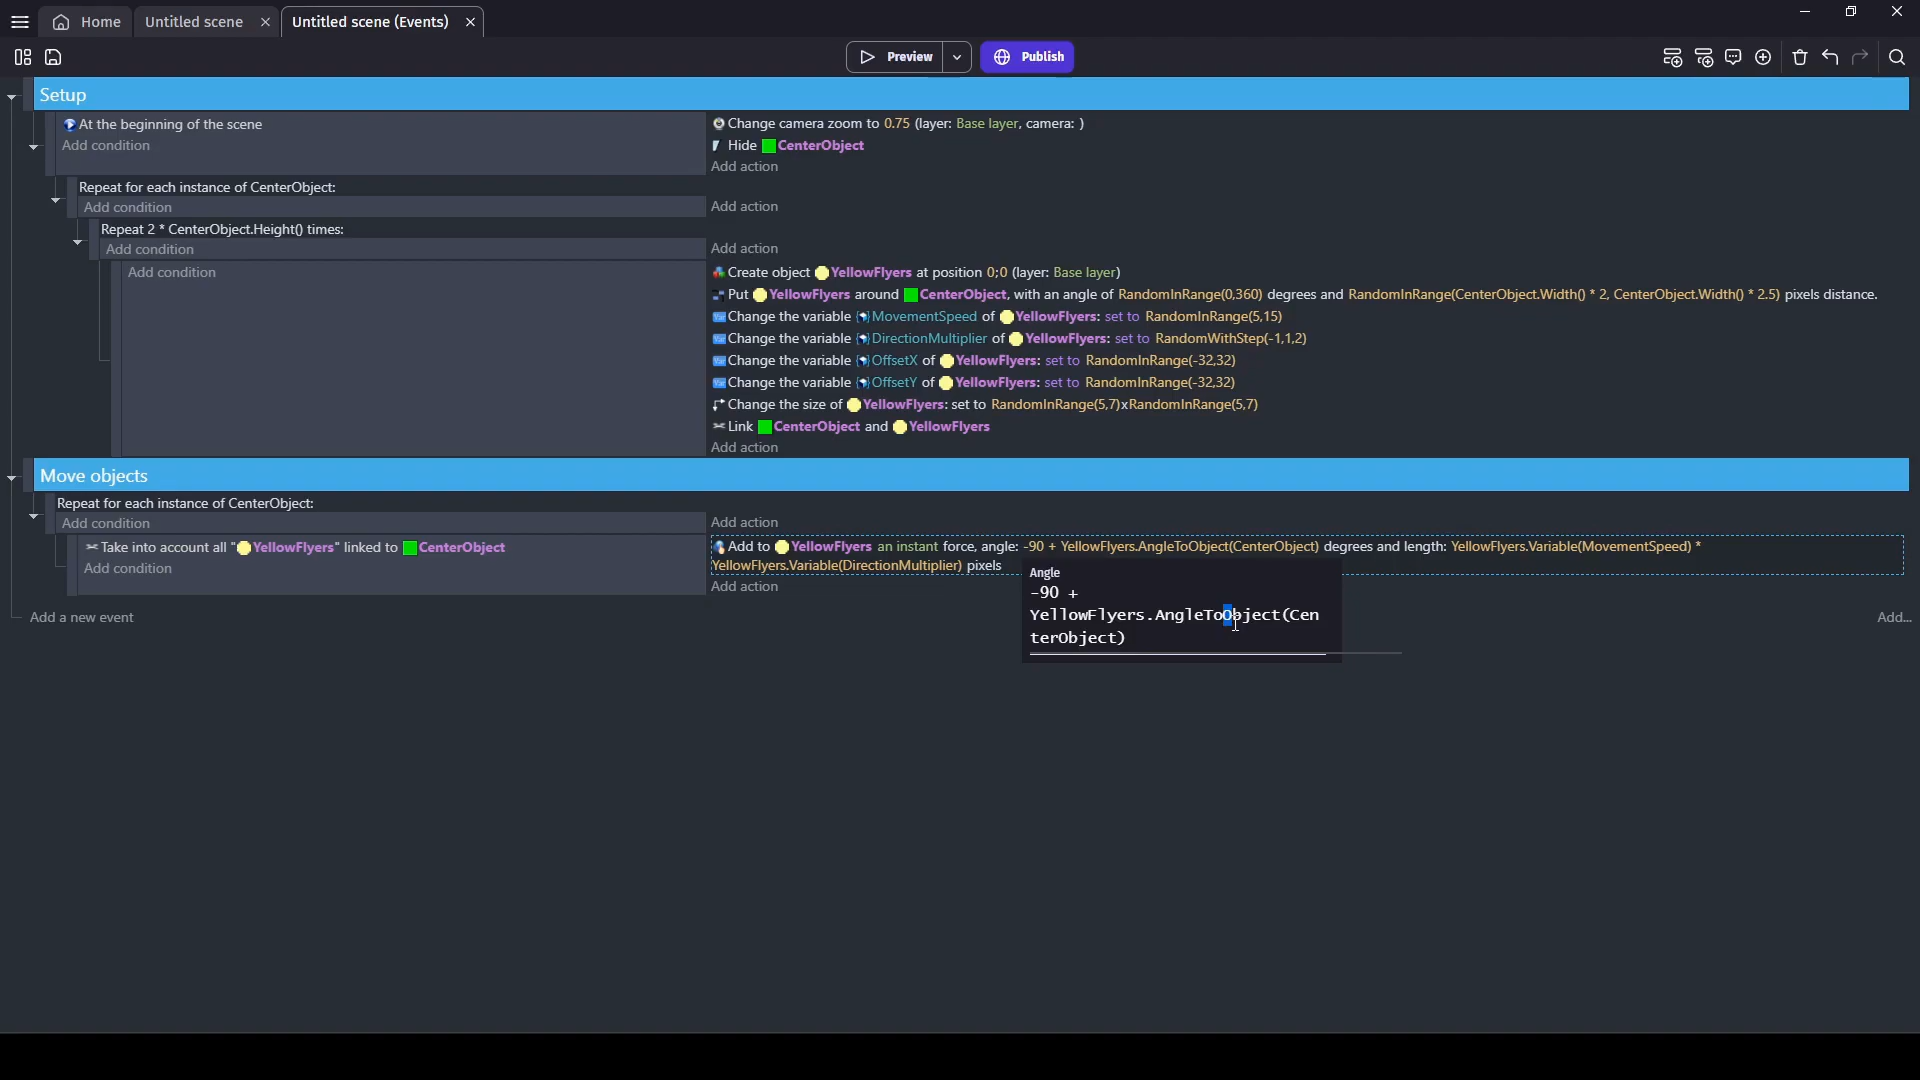 Home
Untitled scene
Untitled scene (Events)
Preview
Publish
Setup
At the beginning of the scene
Change camera zoom to 0.75 (layer: Base layer, camera: )
Add condition
Hide CenterObject
Add action
Repeat for each instance of CenterObject:
Add condition
Add action
Repeat 2 * CenterObject.Height() times:
Add condition
Add action
Add condition
Create object YellowFlyers at position 0;0 (layer: Base layer)
Put YellowFlyers around CenterObject, with an angle of RandomInRange(0,360) degrees and RandomInRange(CenterObject.Width() * 2, CenterObject.Width() * 2.5) pixels distance.
Change the variable MovementSpeed of YellowFlyers: set to RandomInRange(5,15)
Change the variable DirectionMultiplier of YellowFlyers: set to RandomWithStep(-1,1,2)
Change the variable OffsetX of YellowFlyers: set to RandomInRange(-32,32)
Change the variable OffsetY of YellowFlyers: set to RandomInRange(-32,32)
Change the size of YellowFlyers: set to RandomInRange(5,7)xRandomInRange(5,7)
Link CenterObject and YellowFlyers
Add action
Move objects
Repeat for each instance of CenterObject:
Add condition
Add action
Take into account all "YellowFlyers" linked to CenterObject
Add to YellowFlyers an instant force, angle: -90 + YellowFlyers.AngleToObject(CenterObject) degrees and length: YellowFlyers.Variable(MovementSpeed) *
YellowFlyers.Variable(DirectionMultiplier) pixels
Add condition
Add action
Angle
-90 +
YellowFlyers.AngleToObject(Cen
terObject)
Add a new event
Add...